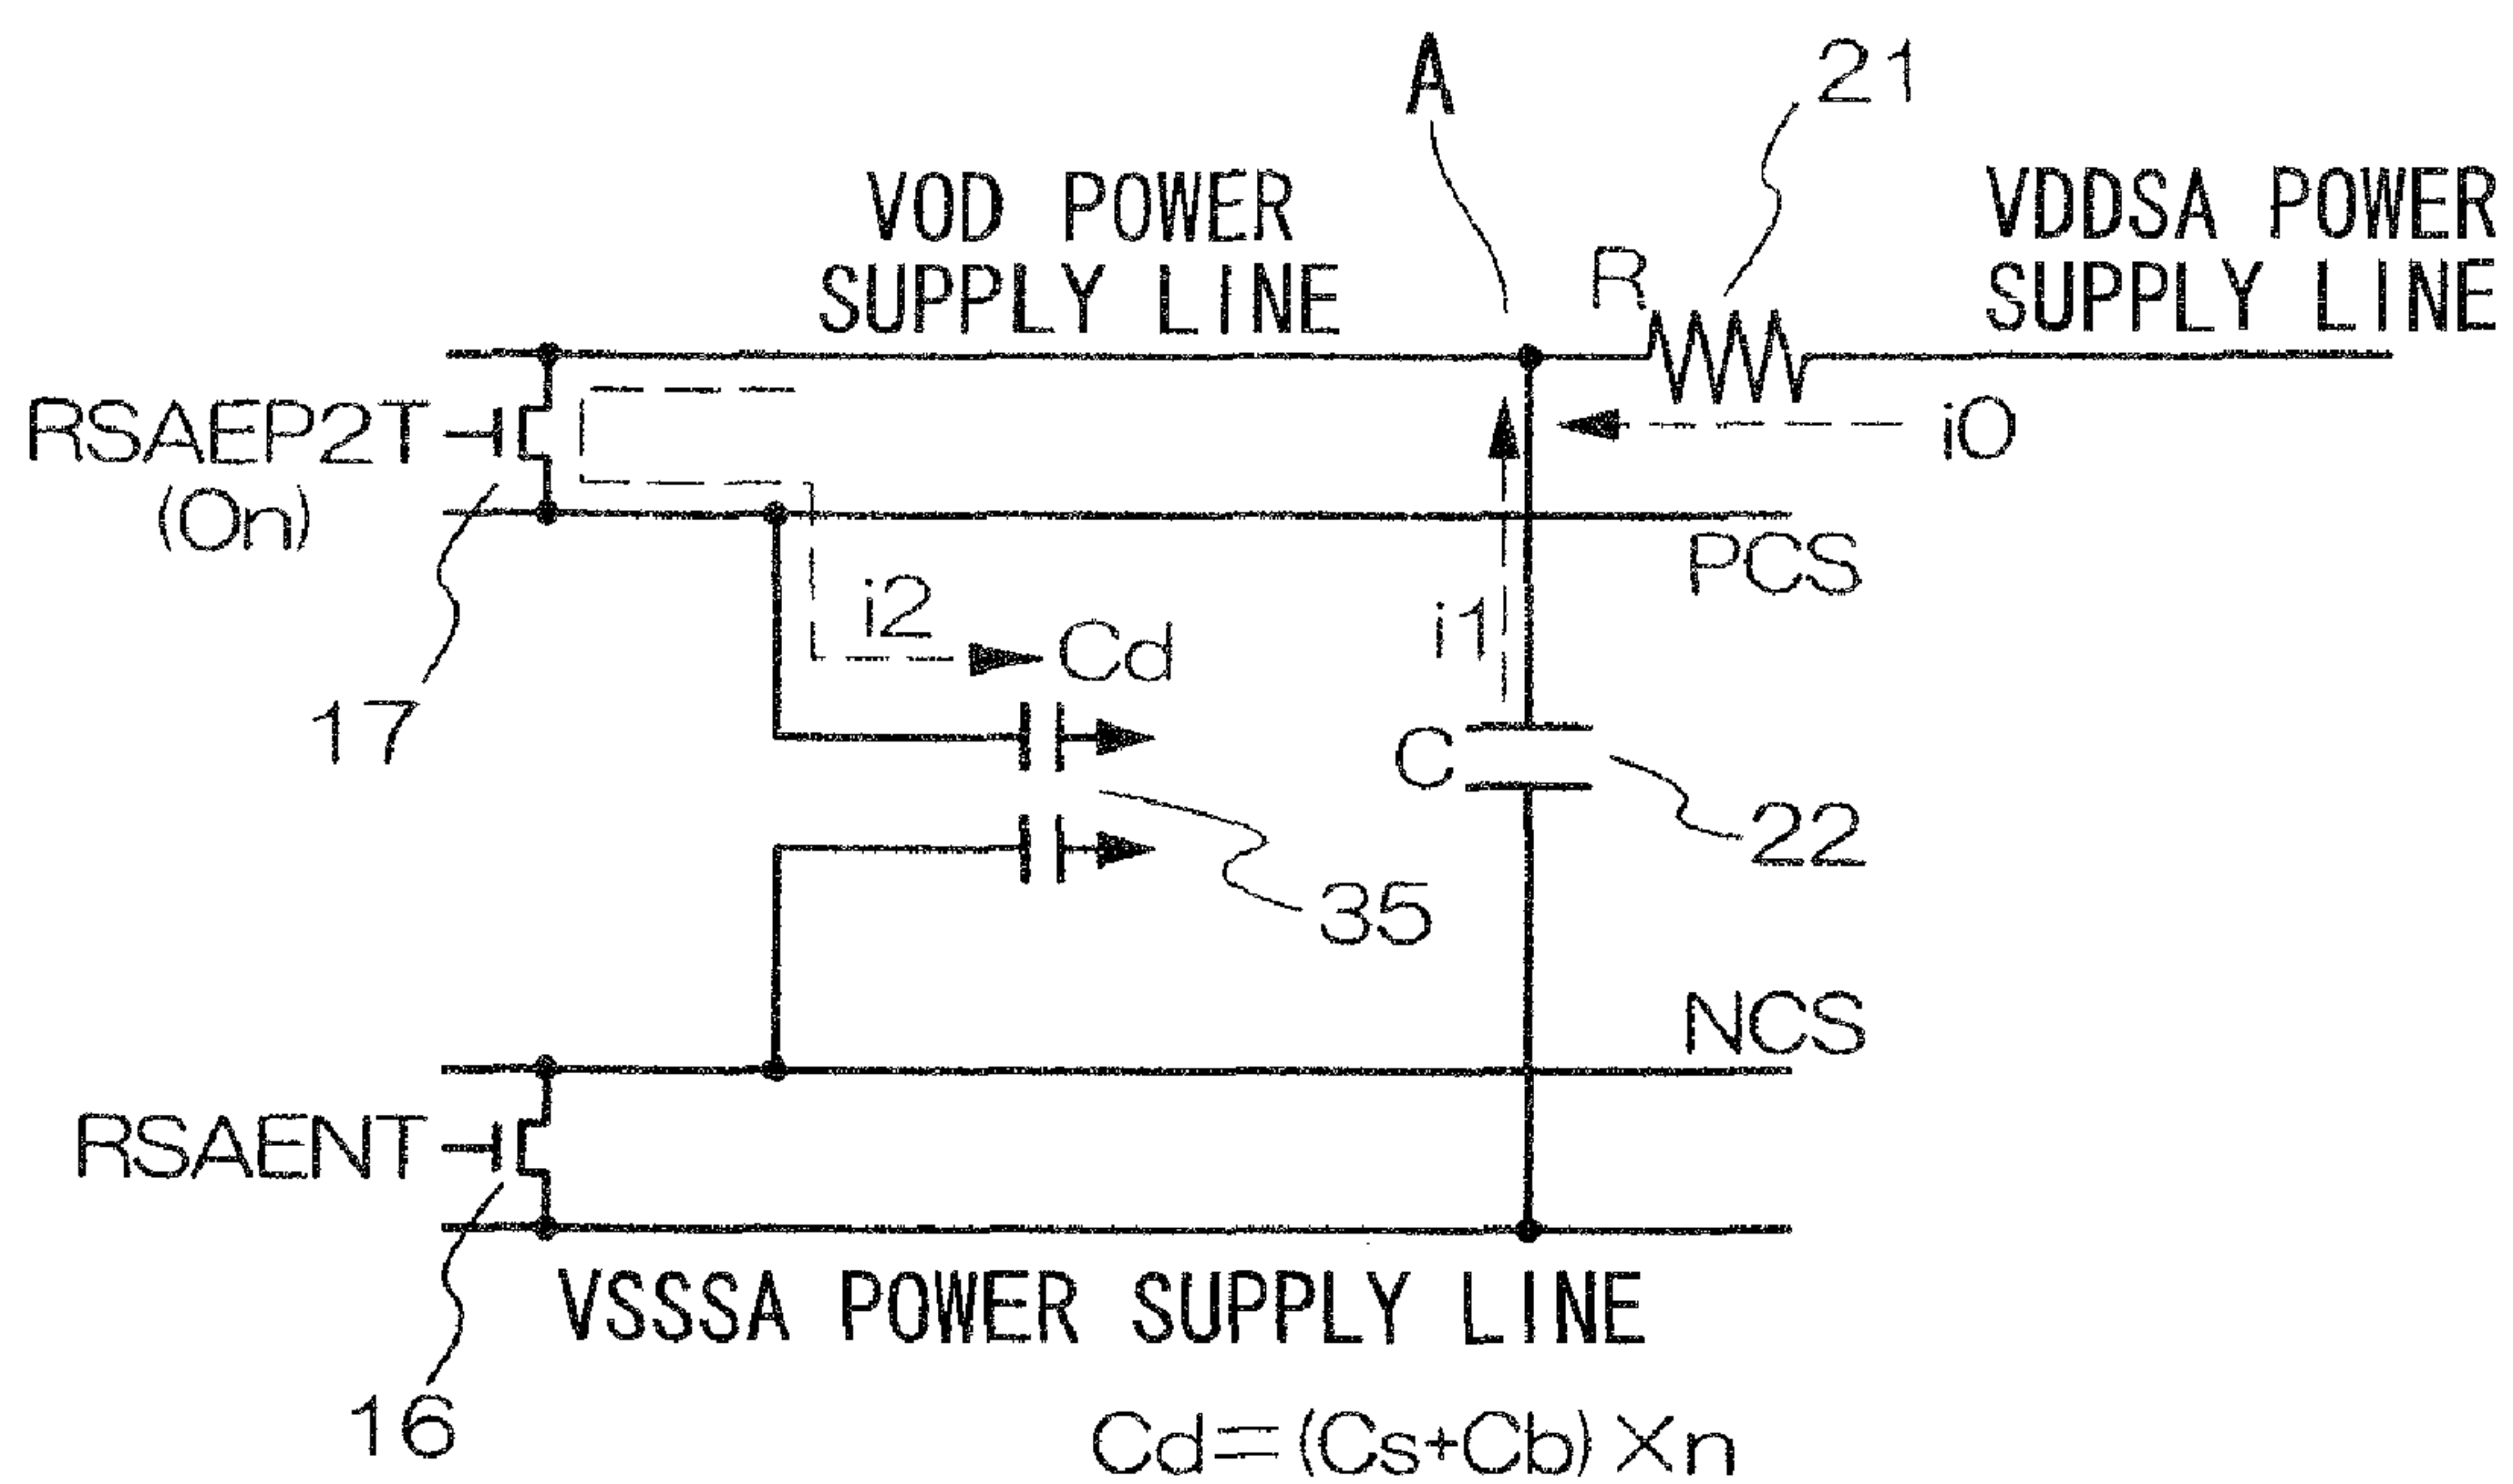 A
21
VOD POWER
SUPPLY LINE
R
VDDSA POWER
SUPPLY LINE
RSAEP2T
(On)
i0
PCS
i2
Cd
i1
17
C
22
35
NCS
RSAENT
VSSSA POWER SUPPLY LINE
16
Cd=(Cs+Cb)×n